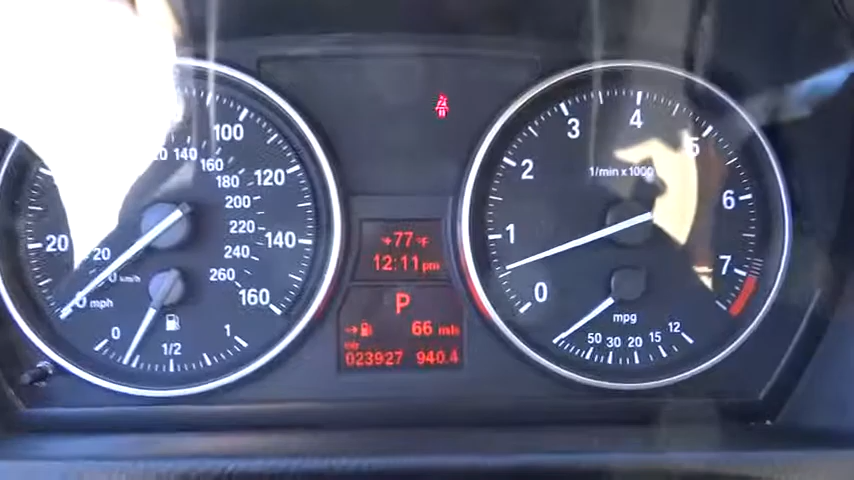 100
120
140
160
20
0
km/h
mph
140
160
180
200
220
240
260
0
1/2
1
+77°F
12:11pm
P
66 mls
mls
023927 940.4
1/min x 1000
0
1
2
3
4
5
6
7
mpg
50 30 20 15 12